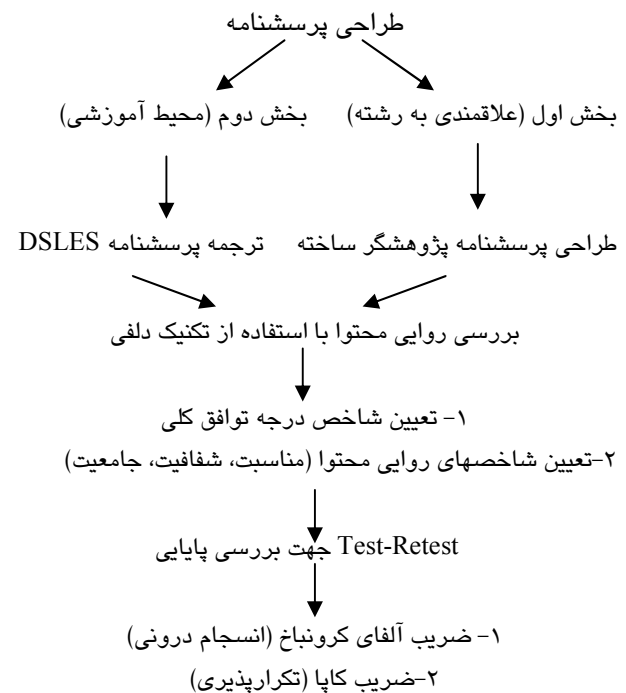 طراحی پرسشنامه
بخش اول (علاقمندی به رشته) بخش دوم (محیط آموزشی)
طراحی پرسشنامه پژوهشگر ساخته ترجمه پرسشنامه DSLES
بررسی روایی محتوا با استفاده از تکنیک دلفی
۱- تعیین شاخص درجه توافق کلی
۲-تعیین شاخصهای روایی محتوا (مناسبت، شفافیت، جامعیت)
Test-Retest جهت بررسی پایایی
۱- ضریب آلفای کرونباخ (انسجام درونی)
۲-ضریب کاپا (تکرارپذیری)